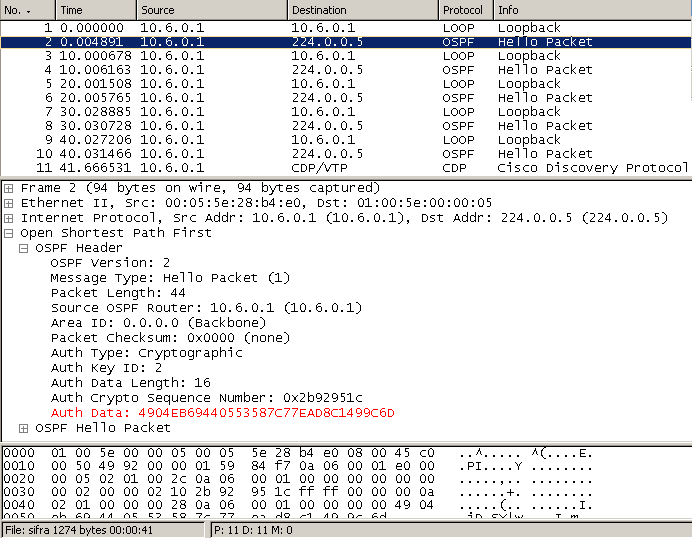 No. Time Source Destination Protocol Info
1 0.000000 10.6.0.1 10.6.0.1 LOOP Loopback
2 0.004891 10.6.0.1 224.0.0.5 OSPF Hello Packet
3 10.000678 10.6.0.1 10.6.0.1 LOOP Loopback
4 10.006163 10.6.0.1 224.0.0.5 OSPF Hello Packet
5 20.001508 10.6.0.1 10.6.0.1 LOOP Loopback
6 20.005765 10.6.0.1 224.0.0.5 OSPF Hello Packet
7 30.028885 10.6.0.1 10.6.0.1 LOOP Loopback
8 30.030728 10.6.0.1 224.0.0.5 OSPF Hello Packet
9 40.027206 10.6.0.1 10.6.0.1 LOOP Loopback
10 40.031466 10.6.0.1 224.0.0.5 OSPF Hello Packet
11 41.666531 10.6.0.1 CDP/VTP CDP Cisco Discovery Protocol
Frame 2 (94 bytes on wire, 94 bytes captured)
Ethernet II, Src: 00:05:5e:28:b4:e0, Dst: 01:00:5e:00:00:05
Internet Protocol, Src Addr: 10.6.0.1 (10.6.0.1), Dst Addr: 224.0.0.5 (224.0.0.5)
Open Shortest Path First
OSPF Header
OSPF Version: 2
Message Type: Hello Packet (1)
Packet Length: 44
Source OSPF Router: 10.6.0.1 (10.6.0.1)
Area ID: 0.0.0.0 (Backbone)
Packet Checksum: 0x0000 (none)
Auth Type: Cryptographic
Auth Key ID: 2
Auth Data Length: 16
Auth Crypto Sequence Number: 0x2b92951c
Auth Data: 4904EB69440553587C77EAD8C1499C6D
OSPF Hello Packet
0000 01 00 5e 00 00 05 00 05 5e 28 b4 e0 08 00 45 c0 ..^..... ^(....E.
0010 00 50 49 92 00 00 01 59 84 f7 0a 06 00 01 e0 00 .PI....Y ........
0020 00 05 02 01 00 2c 0a 06 00 01 00 00 00 00 00 00 .....,.. ........
0030 00 02 00 00 02 10 2b 92 95 1c ff ff 00 00 00 0a ......+. ........
0040 02 01 00 00 00 28 0a 06 00 01 00 00 00 00 49 04 .....(.. ......I.
0050 eb 69 44 05 53 58 7c 77 ea d8 c1 49 9c 6d .iD.SX|w ...I.m
File: sifra 1274 bytes 00:00:41 P: 11 D: 11 M: 0